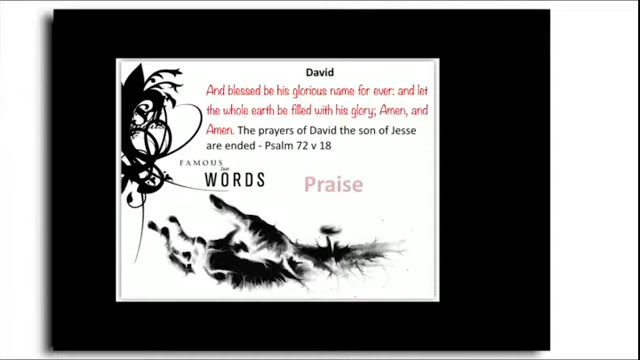 David
And blessed be his glorious name for ever: and let
the whole earth be filled with his glory; Amen, and
Amen. The prayers of David the son of Jesse
are ended - Psalm 72 v 18
FAMOUS
last
WORDS
Praise